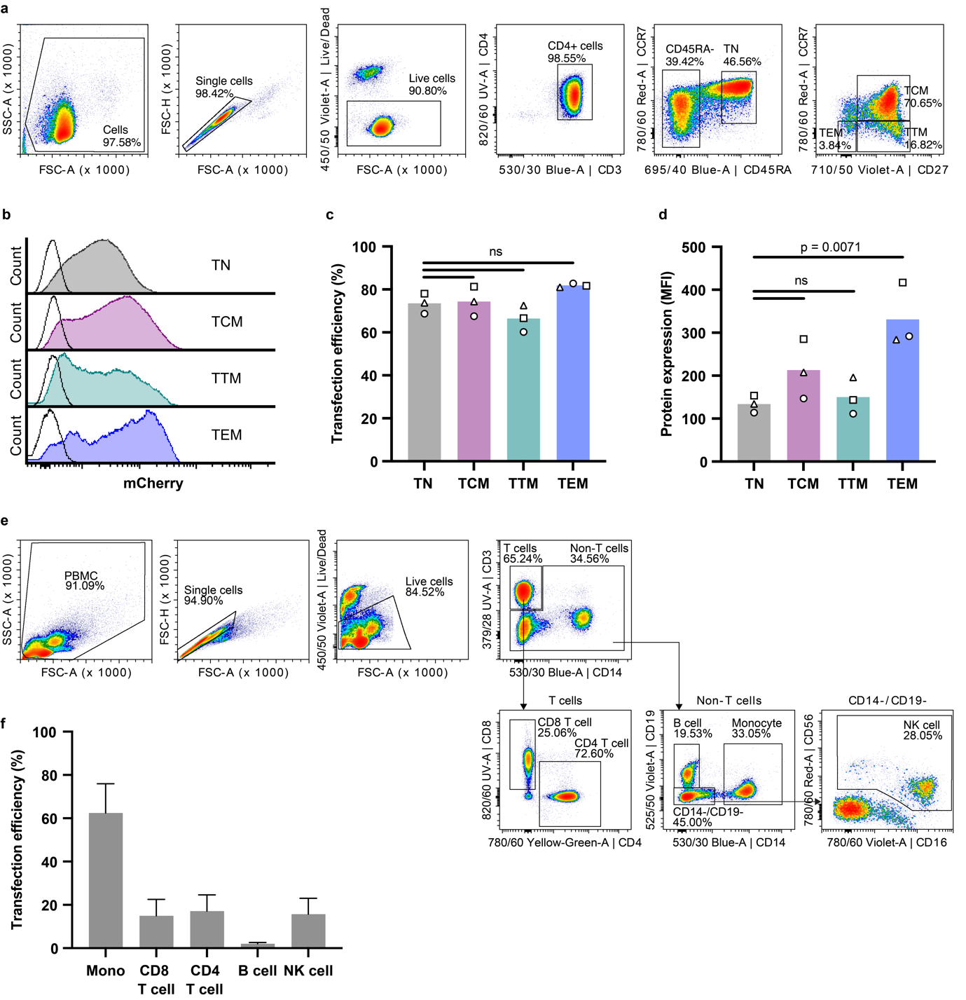 a
SSC-A (x 1000)
Cells
97.58%
FSC-A (x 1000)
FSC-H (x 1000)
Single cells
98.42%
FSC-A (x 1000)
450/50 Violet-A | Live/Dead
Live cells
90.80%
FSC-A (x 1000)
820/60 UV-A | CD4
CD4+ cells
98.55%
530/30 Blue-A | CD3
780/60 Red-A | CCR7
CD45RA-
39.42%
TN
46.56%
695/40 Blue-A | CD45RA
780/60 Red-A | CCR7
TCM
70.65%
TEM
3.84%
TTM
16.82%
710/50 Violet-A | CD27
b
Count
TN
Count
TCM
Count
TTM
Count
TEM
mCherry
c
Transfection efficiency (%)
100
80
60
40
20
0
ns
TN
TCM
TTM
TEM
d
Protein expression (MFI)
500
400
300
200
100
0
p = 0.0071
ns
TN
TCM
TTM
TEM
e
SSC-A (x 1000)
PBMC
91.09%
FSC-A (x 1000)
FSC-H (x 1000)
Single cells
94.90%
FSC-A (x 1000)
450/50 Violet-A | Live/Dead
Live cells
84.52%
FSC-A (x 1000)
379/28 UV-A | CD3
T cells
65.24%
Non-T cells
34.56%
530/30 Blue-A | CD14
T cells
820/60 UV-A | CD8
CD8 T cell
25.06%
CD4 T cell
72.60%
780/60 Yellow-Green-A | CD4
Non-T cells
525/50 Violet-A | CD19
B cell
19.53%
Monocyte
33.05%
CD14-/CD19-
45.00%
530/30 Blue-A | CD14
CD14-/CD19-
780/60 Red-A | CD56
NK cell
28.05%
780/60 Violet-A | CD16
f
Transfection efficiency (%)
100
80
60
40
20
0
Mono
CD8
T cell
CD4
T cell
B cell
NK cell